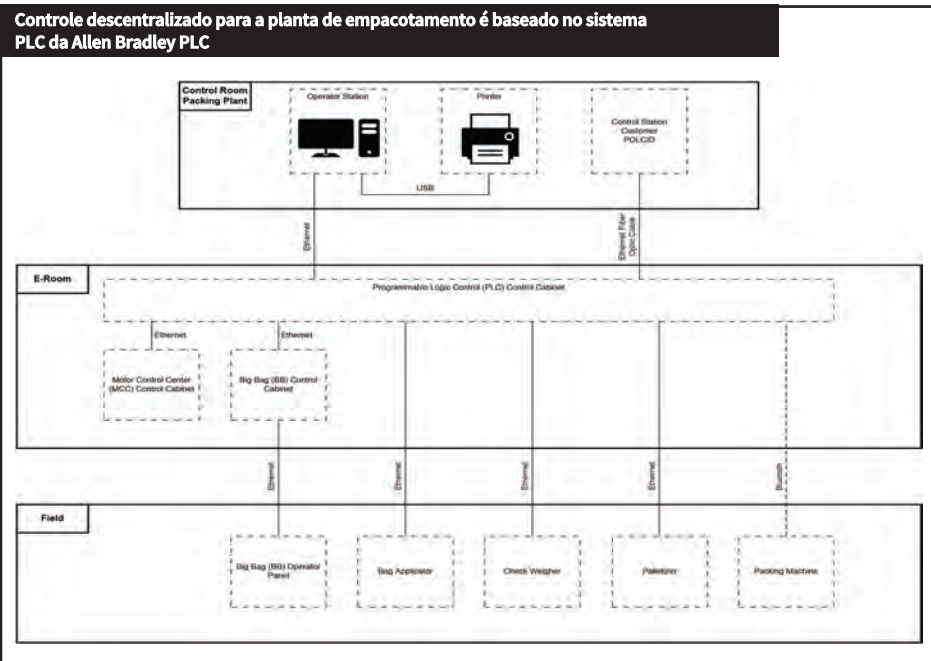 Controle descentralizado para a planta de empacotamento é baseado no sistema
PLC da Allen Bradley PLC
Control Room
Packing Plant
Operator Station
Printer
Control Station
Customer
POLCID
USB
Ethernet
Ethernet Fiber
Optic Cable
E-Room
Programmable Logic Control (PLC) Control Cabinet
Ethernet
Ethernet
Motor Control Center
(MCC) Control Cabinet
Big Bag (BB) Control
Cabinet
Ethernet
Ethernet
Ethernet
Ethernet
Field
Big Bag (BB) Operator
Panel
Bag Applicator
Check Weigher
Palletizer
Packing Machine